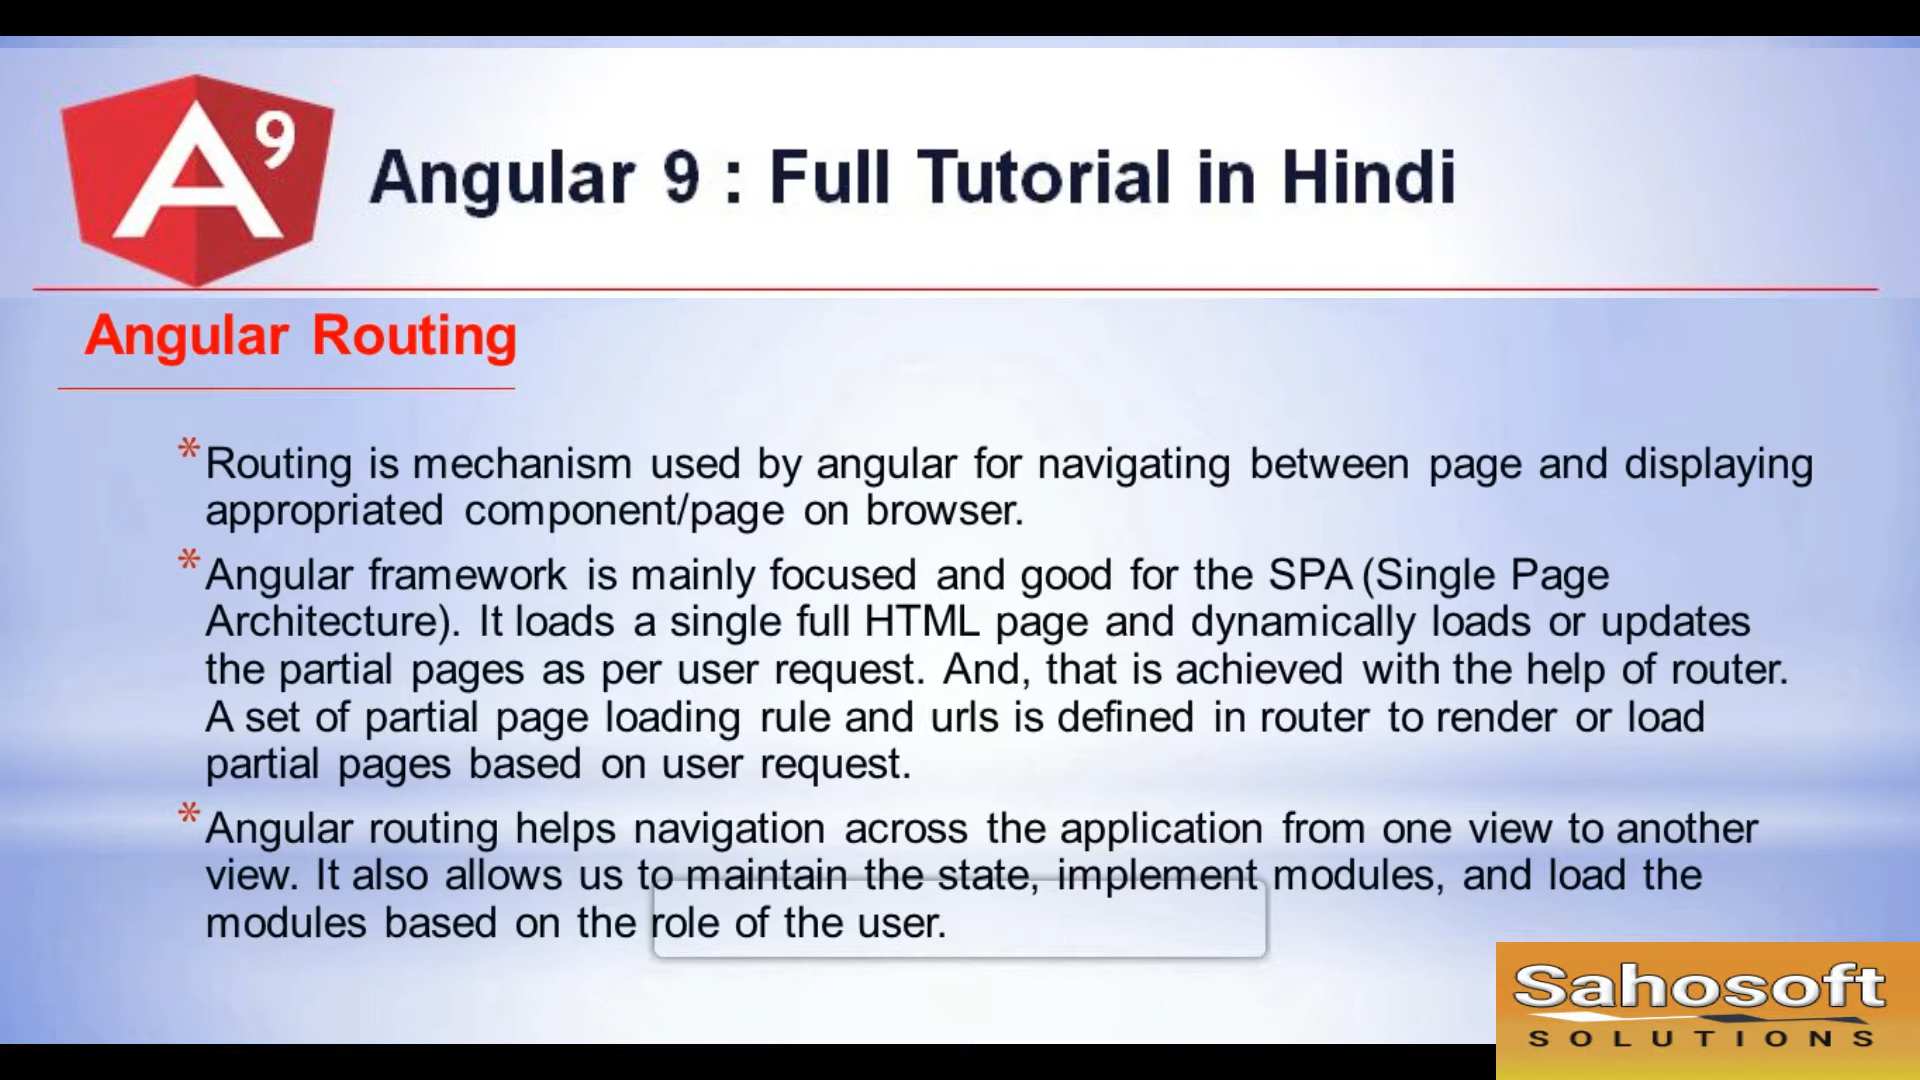 A9
Angular 9 : Full Tutorial in Hindi
Angular Routing
* Routing is mechanism used by angular for navigating between page and displaying
appropriated component/page on browser.
* Angular framework is mainly focused and good for the SPA (Single Page
Architecture). It loads a single full HTML page and dynamically loads or updates
the partial pages as per user request. And, that is achieved with the help of router.
A set of partial page loading rule and urls is defined in router to render or load
partial pages based on user request.
* Angular routing helps navigation across the application from one view to another
view. It also allows us to maintain the state, implement modules, and load the
modules based on the role of the user.
Sahosoft
SOLUTIONS